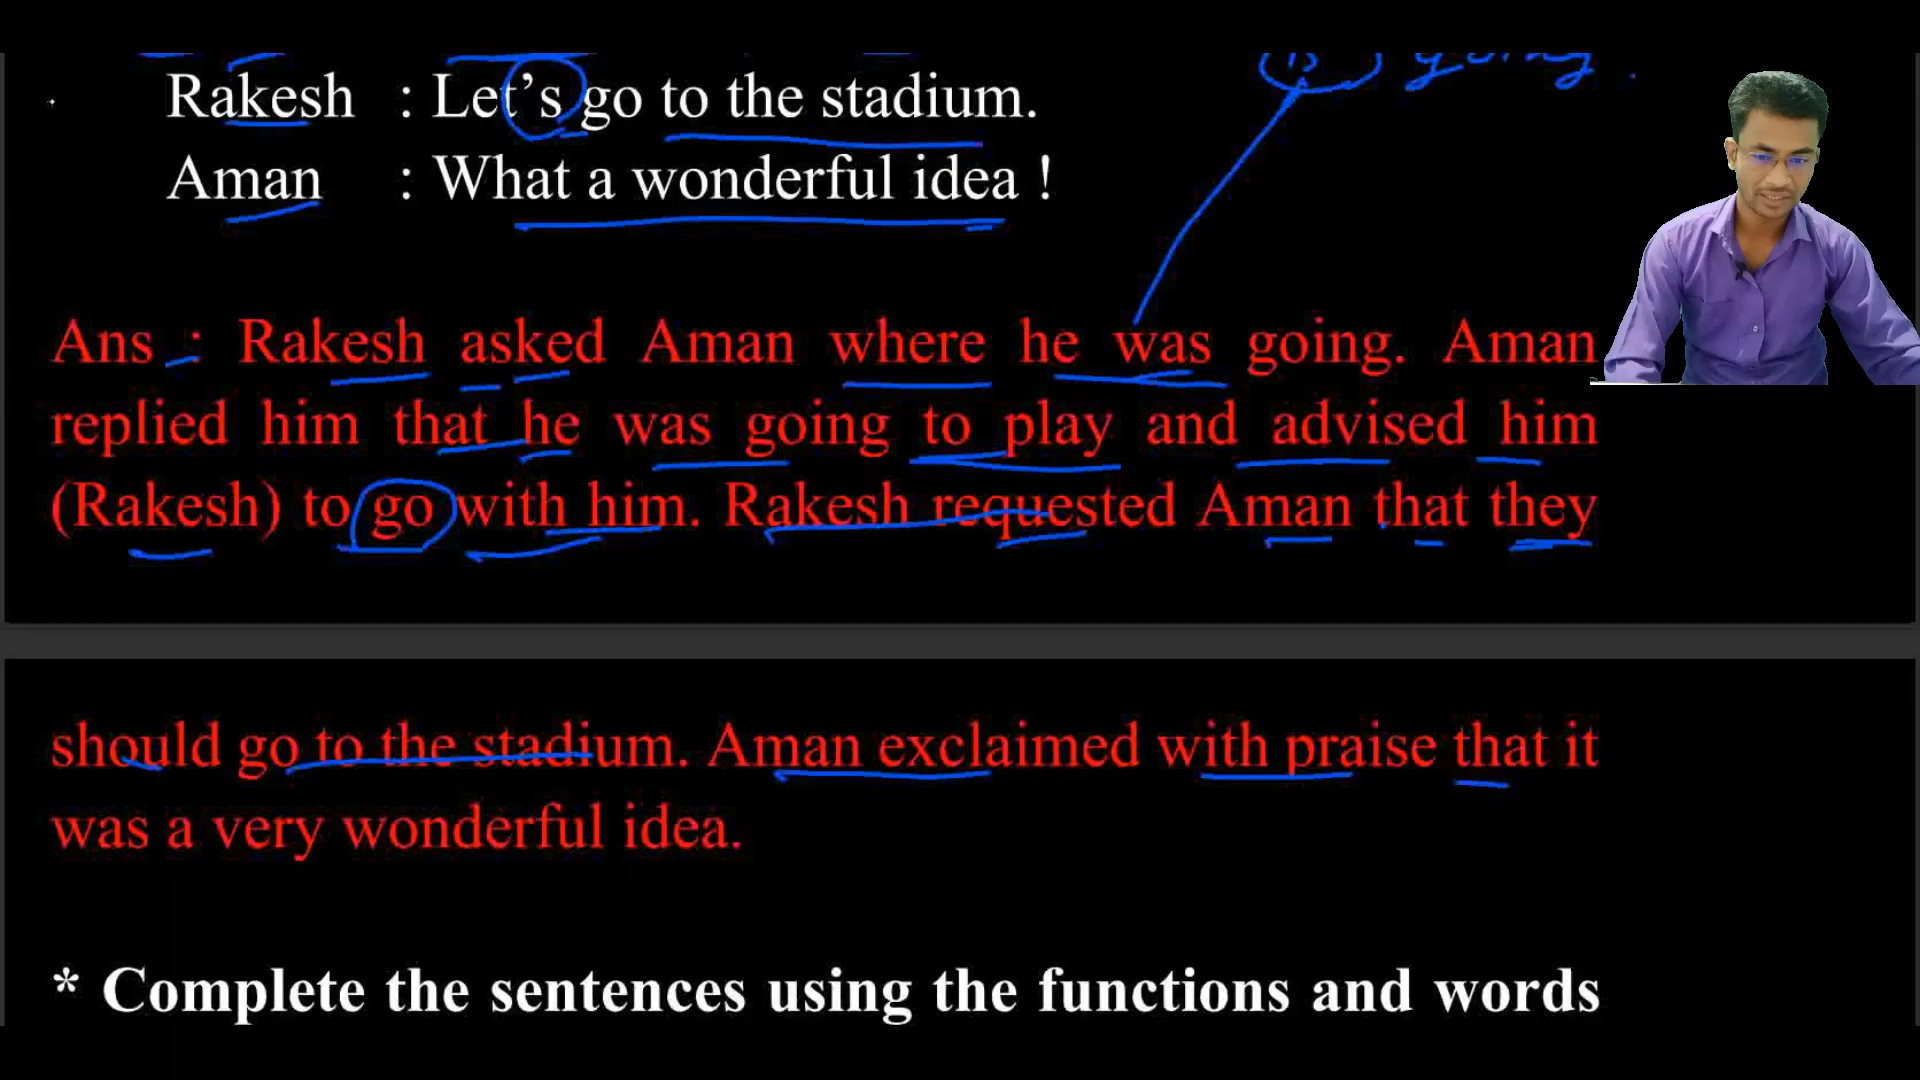 is going.
Rakesh : Let's go to the stadium.
Aman : What a wonderful idea !
Ans : Rakesh asked Aman where he was going. Aman
replied him that he was going to play and advised him
(Rakesh) to go with him. Rakesh requested Aman that they
should go to the stadium. Aman exclaimed with praise that it
was a very wonderful idea.
* Complete the sentences using the functions and words